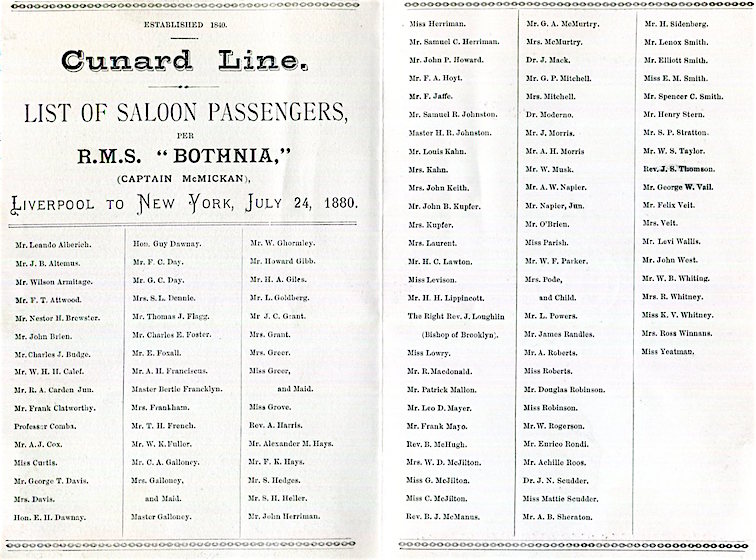 ESTABLISHED 1840.
Cunard Line.
LIST OF SALOON PASSENGERS,
PER
R.M.S. "BOTHNIA,"
(CAPTAIN McMICKAN),
LIVERPOOL TO NEW YORK, JULY 24, 1880.
Mr. Leando Alberich.
Mr. J. B. Altemus.
Mr. Wilson Armitage.
Mr. F. T. Attwood.
Mr. Nestor H. Brewster.
Mr. John Brien.
Mr. Charles J. Budge.
Mr. W. H. H. Calef.
Mr. R. A. Carden Jun.
Mr. Frank Clatworthy.
Professor Comba.
Mr. A. J. Cox.
Miss Curtis.
Mr. George T. Davis.
Mrs. Davis.
Hon. E. H. Dawnay.
Hon. Guy Dawnay.
Mr. F. C. Day.
Mr. G. C. Day.
Mrs. S. L. Dennie.
Mr. Thomas J. Flagg.
Mr. Charles E. Foster.
Mr. E. Foxall.
Mr. A. H. Franciscus.
Master Bertie Francklyn.
Mrs. Frankham.
Mr. T. H. French.
Mr. W. K. Fuller.
Mr. C. A. Galloney.
Mrs. Galloney,
and Maid.
Master Galloney.
Mr. W. Ghormley.
Mr. Howard Gibb.
Mr. H. A. Giles.
Mr. L. Goldberg.
Mr J. C. Grant.
Mrs. Grant.
Mrs. Greer.
Miss Greer,
and Maid.
Miss Grove.
Rev. A. Harris.
Mr. Alexander M. Hays.
Mr. F. K. Hays.
Mr. S. Hedges.
Mr. S. H. Heller.
Mr. John Herriman.
Miss Herriman.
Mr. Samuel C. Herriman.
Mr. John P. Howard.
Mr. F. A. Hoyt.
Mr. F. Jaffe.
Mr. Samuel R. Johnston.
Master H. R. Johnston.
Mr. Louis Kahn.
Mrs. Kahn.
Mrs. John Keith.
Mr. John B. Kupfer.
Mrs. Kupfer.
Mrs. Laurent.
Mr. H. C. Lawton.
Miss Levison.
Mr. H. H. Lippincott.
The Right Rev. J. Loughlin
(Bishop of Brooklyn).
Miss Lowry.
Mr. R. Macdonald.
Mr. Patrick Mallon.
Mr. Leo D. Mayer.
Mr. Frank Mayo.
Rev. B. McHugh.
Mrs. W. D. McJilton.
Miss G. McJilton.
Miss C. McJilton.
Rev. B. J. McManus.
Mr. G. A. McMurtry.
Mrs. McMurtry.
Dr. J. Mack.
Mr. G. P. Mitchell.
Mrs. Mitchell.
Dr. Moderno.
Mr. J. Morris.
Mr. A. H. Morris
Mr. W. Musk.
Mr. A. W. Napier.
Mr. Napier, Jun.
Mr. O'Brien.
Miss Parish.
Mr. W. F. Parker.
Mrs. Pode,
and Child.
Mr. L. Powers.
Mr. James Randles.
Mr. A. Roberts.
Miss Roberts.
Mr. Douglas Robinson.
Miss Robinson.
Mr. W. Rogerson.
Mr. Enrico Rondi.
Mr. Achille Roos.
Dr. J. N. Scudder.
Miss Mattie Scudder.
Mr. A. B. Sheraton.
Mr. H. Sidenberg.
Mr. Lenox Smith.
Mr. Elliott Smith.
Miss E. M. Smith.
Mr. Spencer C. Smith.
Mr. Henry Stern.
Mr. S. P. Stratton.
Mr. W. S. Taylor.
Rev. J. S. Thomson.
Mr. George W. Vail.
Mr. Felix Veit.
Mrs. Veit.
Mr. Levi Wallis.
Mr. John West.
Mr. W. B. Whiting.
Mrs. R. Whitney.
Miss K. V. Whitney.
Mrs. Ross Winnans.
Miss Yeatman.